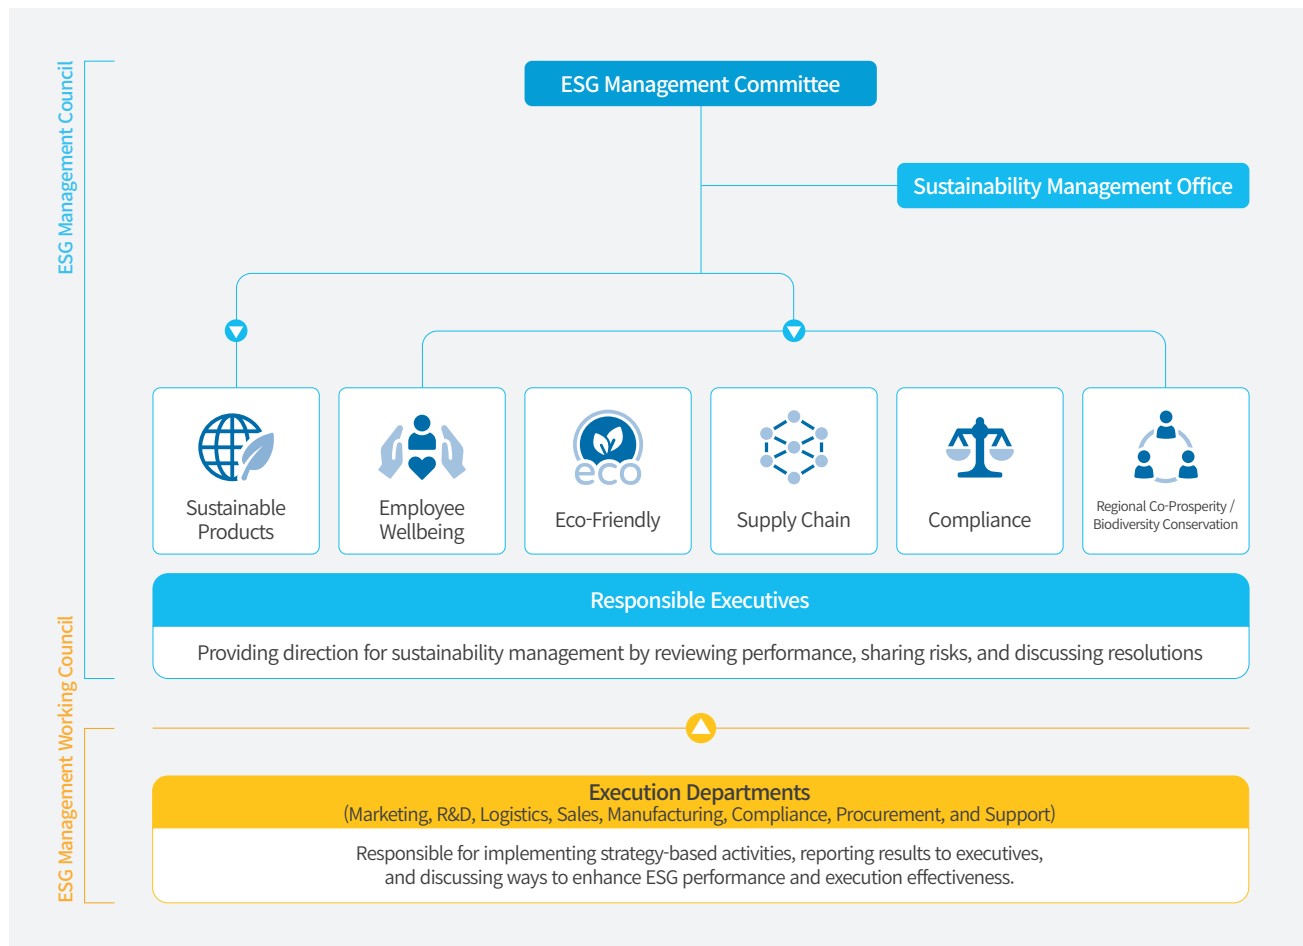 ESG Management Council
ESG Management Committee
Sustainability Management Office
Sustainable
Products
Employee
Wellbeing
eco
Eco-Friendly
Supply Chain
Compliance
Regional Co-Prosperity /
Biodiversity Conservation
Responsible Executives
Providing direction for sustainability management by reviewing performance, sharing risks, and discussing resolutions
ESG Management Working Council
Execution Departments
(Marketing, R&D, Logistics, Sales, Manufacturing, Compliance, Procurement, and Support)
Responsible for implementing strategy-based activities, reporting results to executives,
and discussing ways to enhance ESG performance and execution effectiveness.